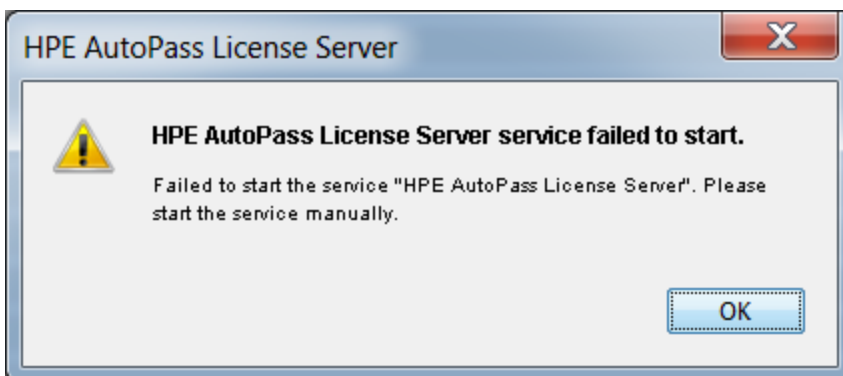 HPE AutoPass License Server
HPE AutoPass License Server service failed to start.
Failed to start the service "HPE AutoPass License Server". Please
start the service manually.
OK